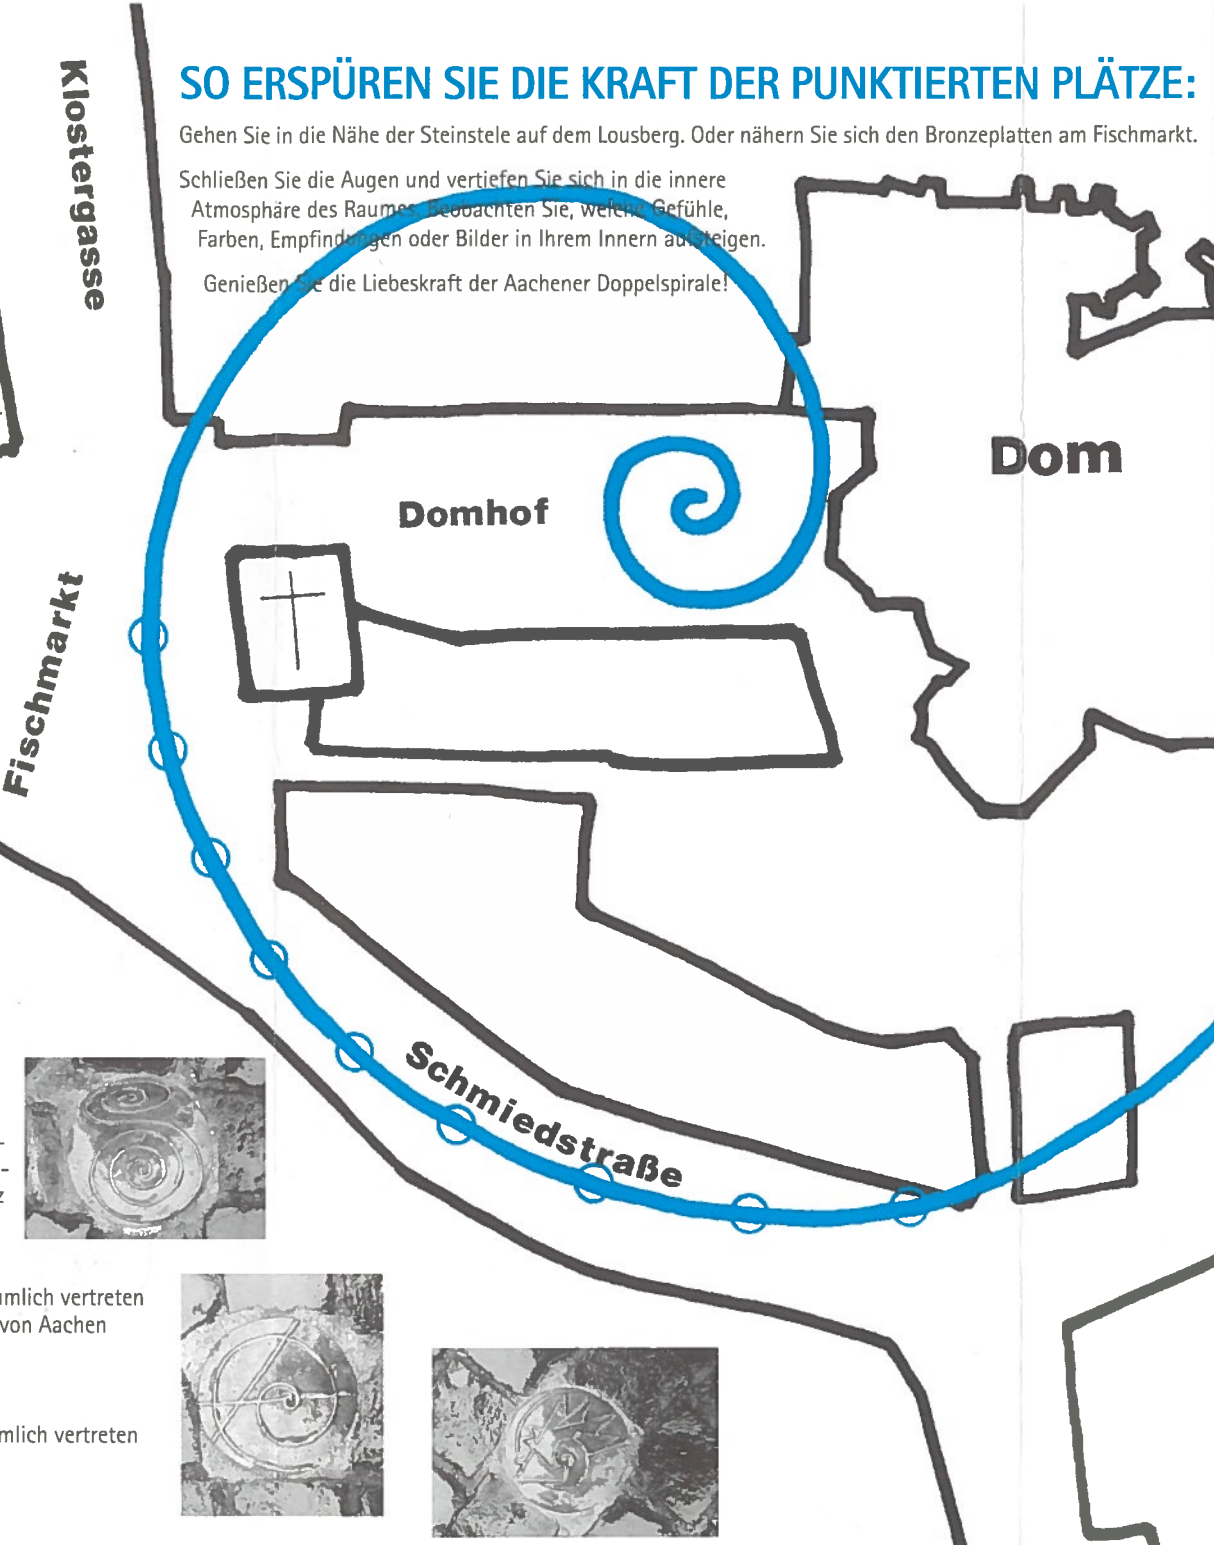 SO ERSPÜREN SIE DIE KRAFT DER PUNKTIERTEN PLÄTZE:
Gehen Sie in die Nähe der Steinstele auf dem Lousberg. Oder nähern Sie sich den Bronzeplatten am Fischmarkt.
Schließen Sie die Augen und vertiefen Sie sich in die innere
Atmosphäre des Raumes. Beobachten Sie, welche Gefühle,
Farben, Empfindungen oder Bilder in Ihrem Innern aufsteigen.
Genießen Sie die Liebeskraft der Aachener Doppelspirale!
Klostergasse
Dom
Domhof
Fischmarkt
Schmiedstraße
-
-
z
umlich vertreten
von Aachen
mlich vertreten